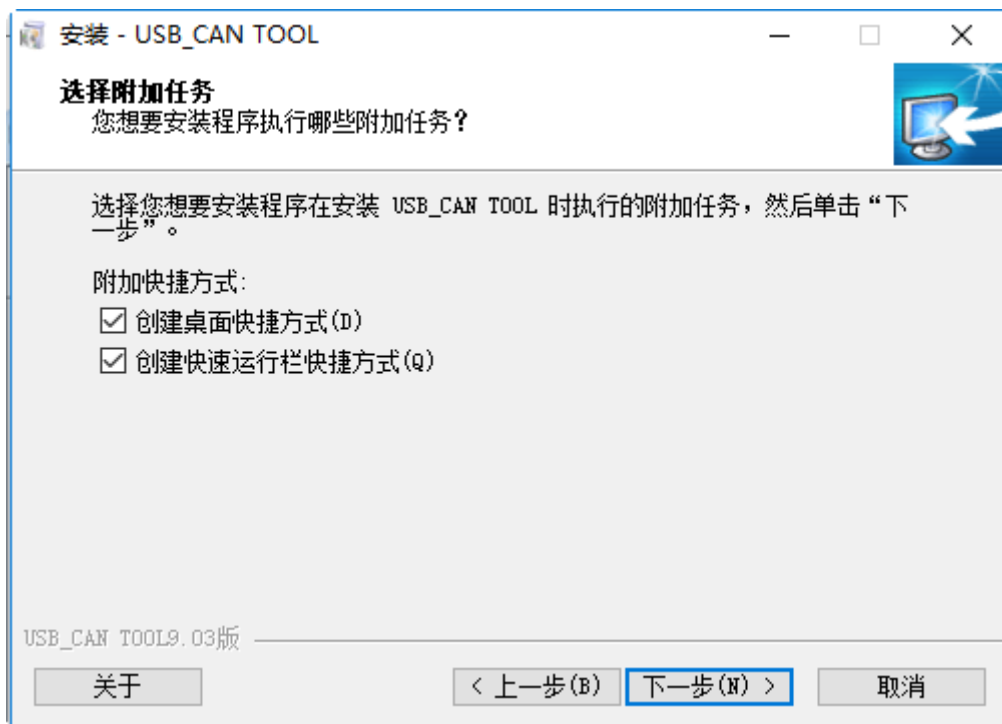 安装 - USB_CAN TOOL
选择附加任务
您想要安装程序执行哪些附加任务?
选择您想要安装程序在安装 USB_CAN TOOL 时执行的附加任务，然后单击“下
一步”。
附加快捷方式:
创建桌面快捷方式(D)
创建快速运行栏快捷方式(Q)
USB_CAN TOOL9.03版
关于
< 上一步(B)
下一步(N) >
取消